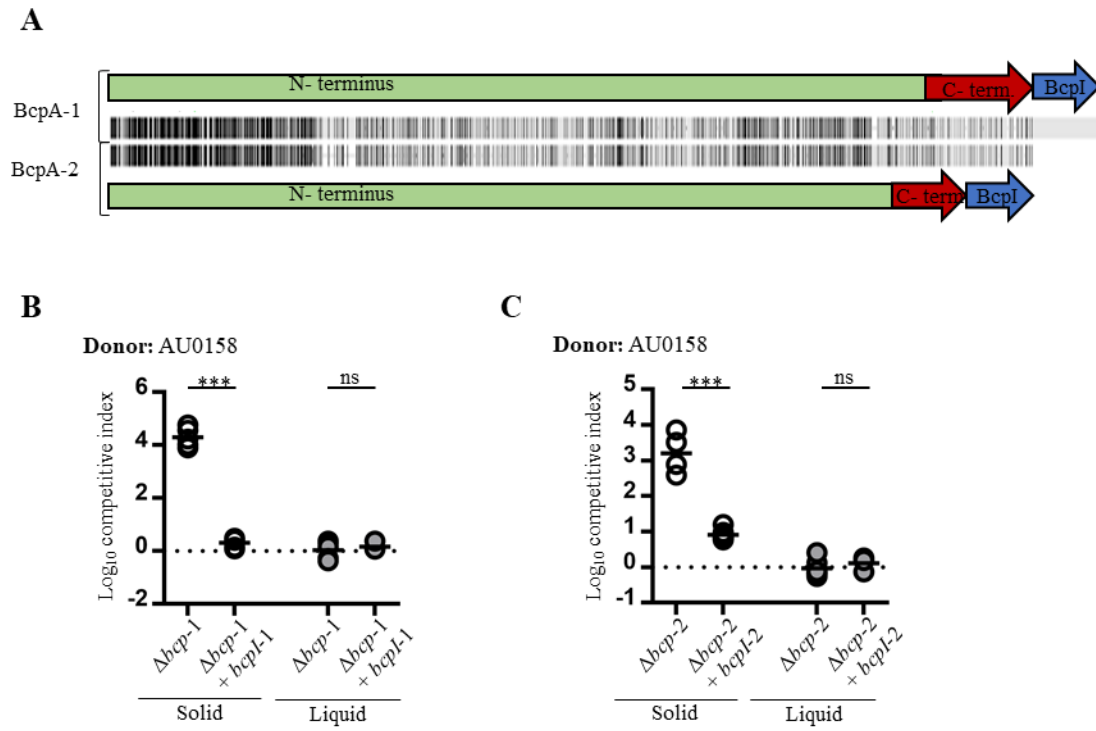 A
N- terminus
C- term.
BcpI
BcpA-1
BcpA-2
N- terminus
C- term
BcpI
B
Donor: AU0158
***
ns
Log₁₀ competitive index
6
4
2
0
-2
Δbcp-1
Δbcp-1
+ bcpI-1
Δbcp-1
Δbcp-1
+ bcpI-1
Solid
Liquid
C
Donor: AU0158
***
ns
Log₁₀ competitive index
5
4
3
2
1
0
-1
Δbcp-2
Δbcp-2
+ bcpI-2
Δbcp-2
Δbcp-2
+ bcpI-2
Solid
Liquid